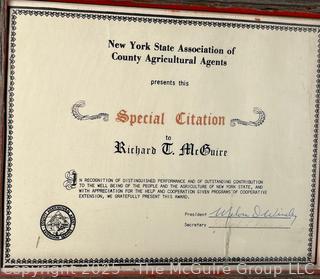 New York State Association of
County Agricultural Agents
presents this
Special Citation
to
Richard T. McGuire
IN RECOGNITION OF DISTINGUISHED PERFORMANCE AND OF OUTSTANDING CONTRIBUTION
TO THE WELL BEING OF THE PEOPLE AND THE AGRICULTURE OF NEW YORK STATE, AND
WITH APPRECIATION FOR THE HELP AND COOPERATION GIVEN PROGRAMS OF COOPERATIVE
EXTENSION, WE GRATEFULLY PRESENT THIS AWARD.
President
Secretary
Copyright 2025 The McGuire Group LLC